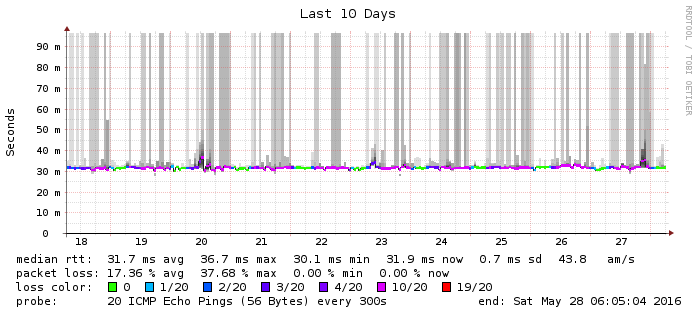 Last 10 Days
RRDTOOL / TOBI OETIKER
Seconds
90 m
80 m
70 m
60 m
50 m
40 m
30 m
20 m
10 m
0
18 19 20 21 22 23 24 25 26 27
median rtt: 31.7 ms avg 36.7 ms max 30.1 ms min 31.9 ms now 0.7 ms sd 43.8 am/s
packet loss: 17.36 % avg 37.68 % max 0.00 % min 0.00 % now
loss color: 0 1/20 2/20 3/20 4/20 10/20 19/20
probe: 20 ICMP Echo Pings (56 Bytes) every 300s end: Sat May 28 06:05:04 2016